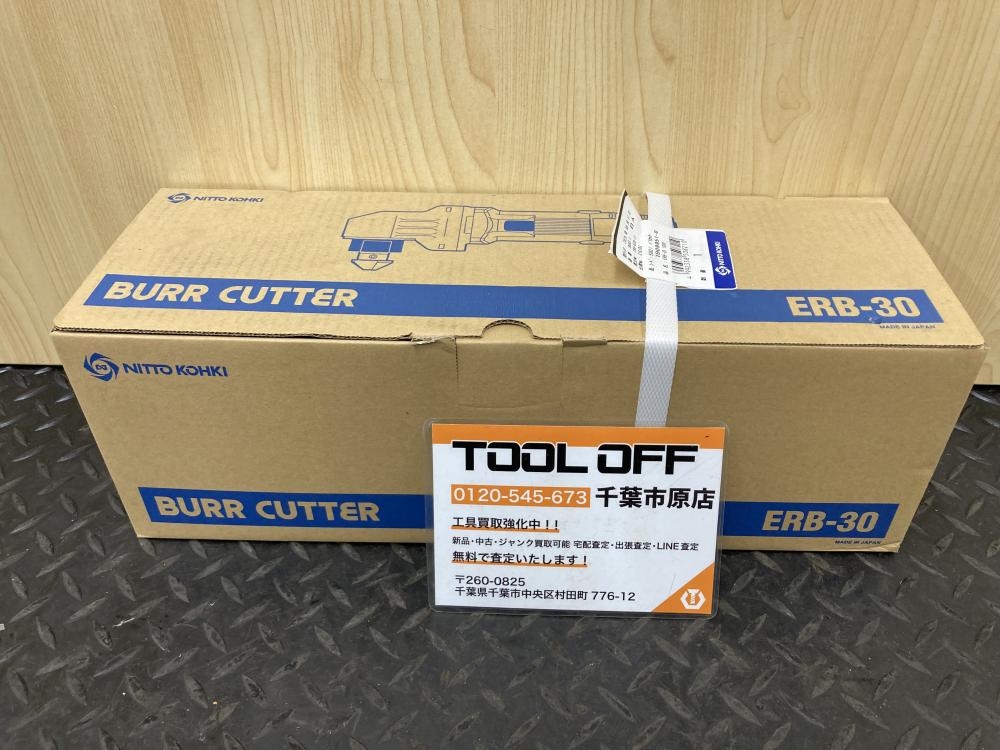 NITTO KOHKI
BURR CUTTER
ERB-30
MADE IN JAPAN
NITTO KOHKI
1
NITTO KOHKI
BURR CUTTER
ERB-30
MADE IN JAPAN
TOOL OFF
0120-545-673 千葉市原店
工具買取強化中!!
新品・中古・ジャンク買取可能 宅配査定・出張査定・LINE査定
無料で査定いたします!
〒260-0825
千葉県千葉市中央区村田町 776-12